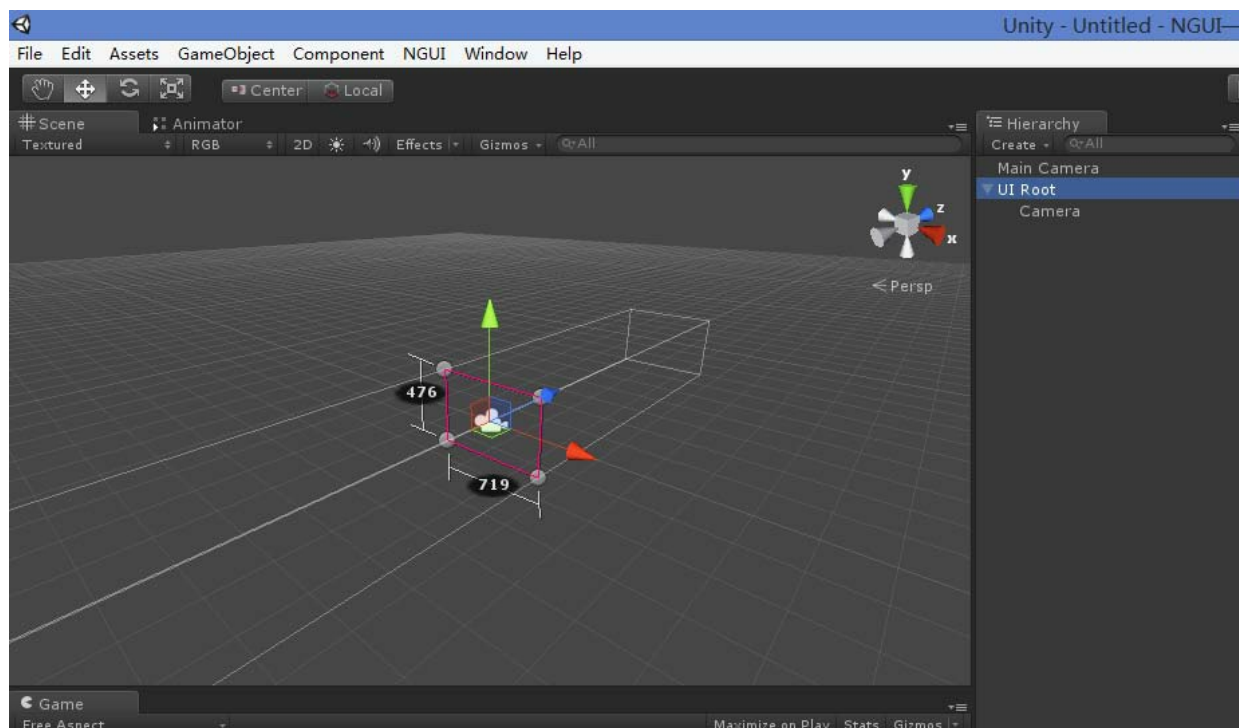 Unity - Untitled - NGUI—
File Edit Assets GameObject Component NGUI Window Help
Center Local
Scene Animator
Textured RGB 2D Effects Gizmos All
Hierarchy
Create All
Main Camera
UI Root
Camera
y
z
x
Persp
476
719
Game
Free Aspect Maximize on Play Stats Gizmos